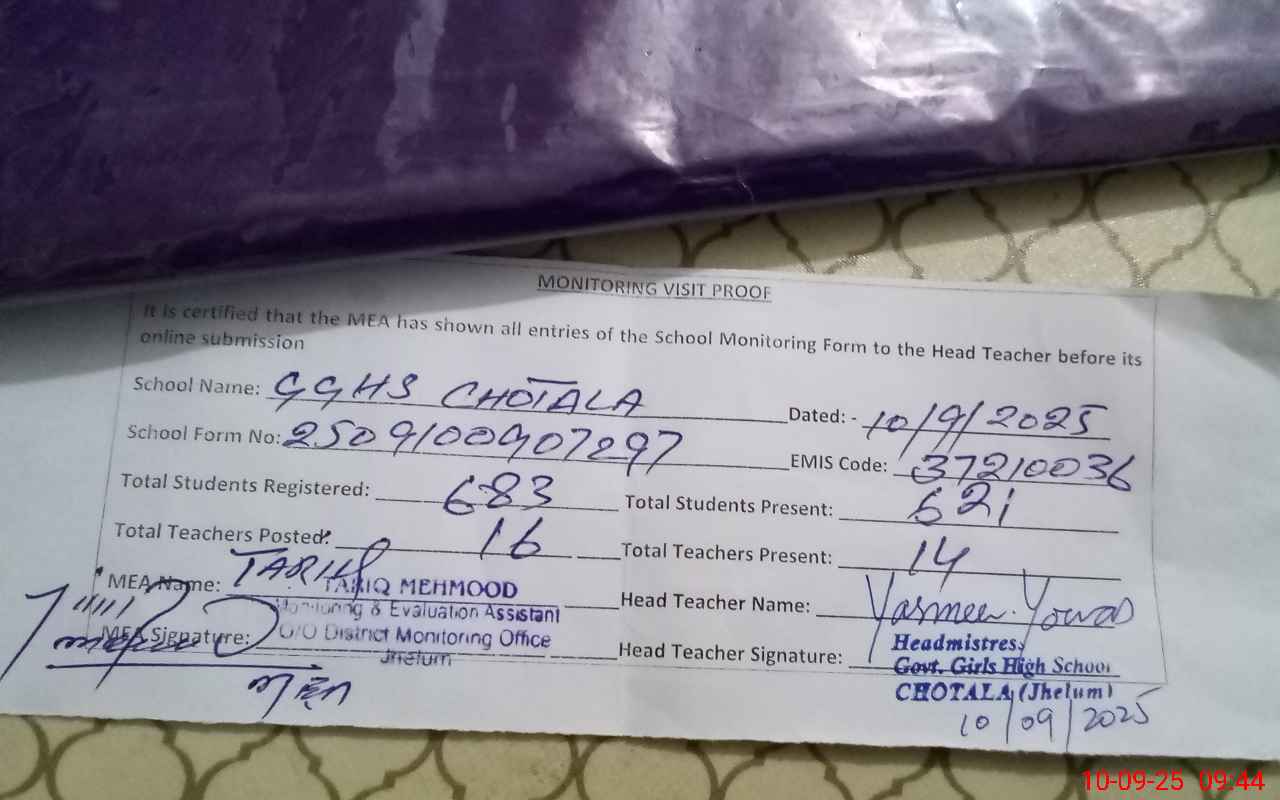 MONITORING VISIT PROOF
It is certified that the MEA has shown all entries of the School Monitoring Form to the Head Teacher before its
online submission
School Name: GGHS CHOTALA Dated: - 10/9/2025
School Form No: 2509100907297 EMIS Code: 37210036
Total Students Registered: 683 Total Students Present: 621
Total Teachers Posted: 16 Total Teachers Present: 14
MEA Name: TARIQ Head Teacher Name: Yasmeen
TARIQ MEHMOOD
Monitoring & Evaluation Assistant
O/O District Monitoring Office
Jhelum
MEA Signature: Head Teacher Signature:
Headmistress
Govt. Girls High School
CHOTALA (Jhelum)
10/09/2025
10-09-25 09:44